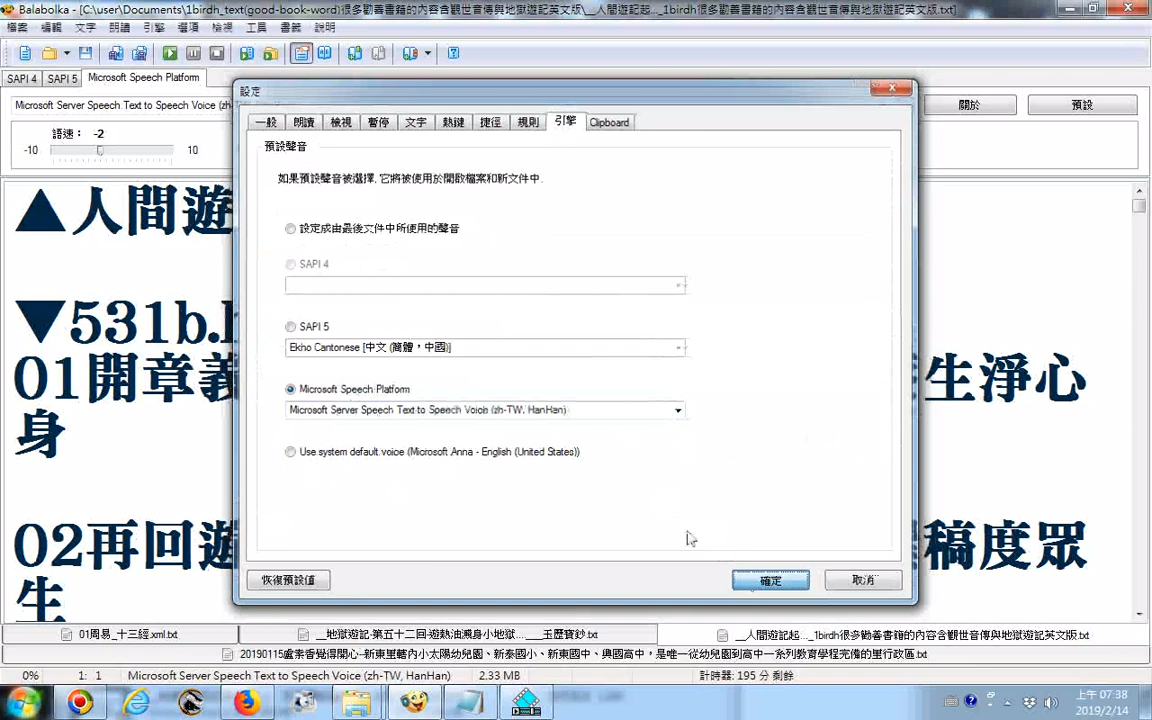 Balabolka - [C:\user\Documents\1birdh_text(good-book-word)很多勸善書籍的內容含觀世音傳與地獄遊記英文版\__人間遊記起..._1birdh很多勸善書籍的內容含觀世音傳與地獄遊記英文版.txt]
檔案 編輯 文字 朗讀 引擎 選項 檢視 工具 書籤 說明
SAPI 4 SAPI 5 Microsoft Speech Platform
設定
Microsoft Server Speech Text to Speech Voice (zh-T
關於 預設
一般 朗讀 檢視 暫停 文字 熱鍵 捷徑 規則 引擎 Clipboard
語速： -2
-10 10
預設聲音
如果預設聲音被選擇, 它將被使用於開啟檔案和新文件中.
▲人間遊
設定成由最後文件中所使用的聲音
SAPI 4
▼531b.
SAPI 5
Ekho Cantonese [中文 (簡體，中國)]
01開章義 生淨心
身
Microsoft Speech Platform
Microsoft Server Speech Text to Speech Voice (zh-TW, HanHan)
Use system default voice (Microsoft Anna - English (United States))
02再回遊 稿度眾
生
恢復預設值 確定 取消
01周易_十三經.xml.txt __地獄遊記-第五十二回-遊熱油濺身小地獄...___玉歷寶鈔.txt __人間遊記起..._1birdh很多勸善書籍的內容含觀世音傳與地獄遊記英文版.txt
20190115盧素香覺得開心-新東里轄內小太陽幼兒園、新泰國小、新東國中、興國高中，是唯一從幼兒園到高中一系列教育學程完備的里行政區.txt
0% 1: 1 Microsoft Server Speech Text to Speech Voice (zh-TW, HanHan) 2.33 MB 計時器: 195 分 剩餘
上午 07:38
2019/2/14